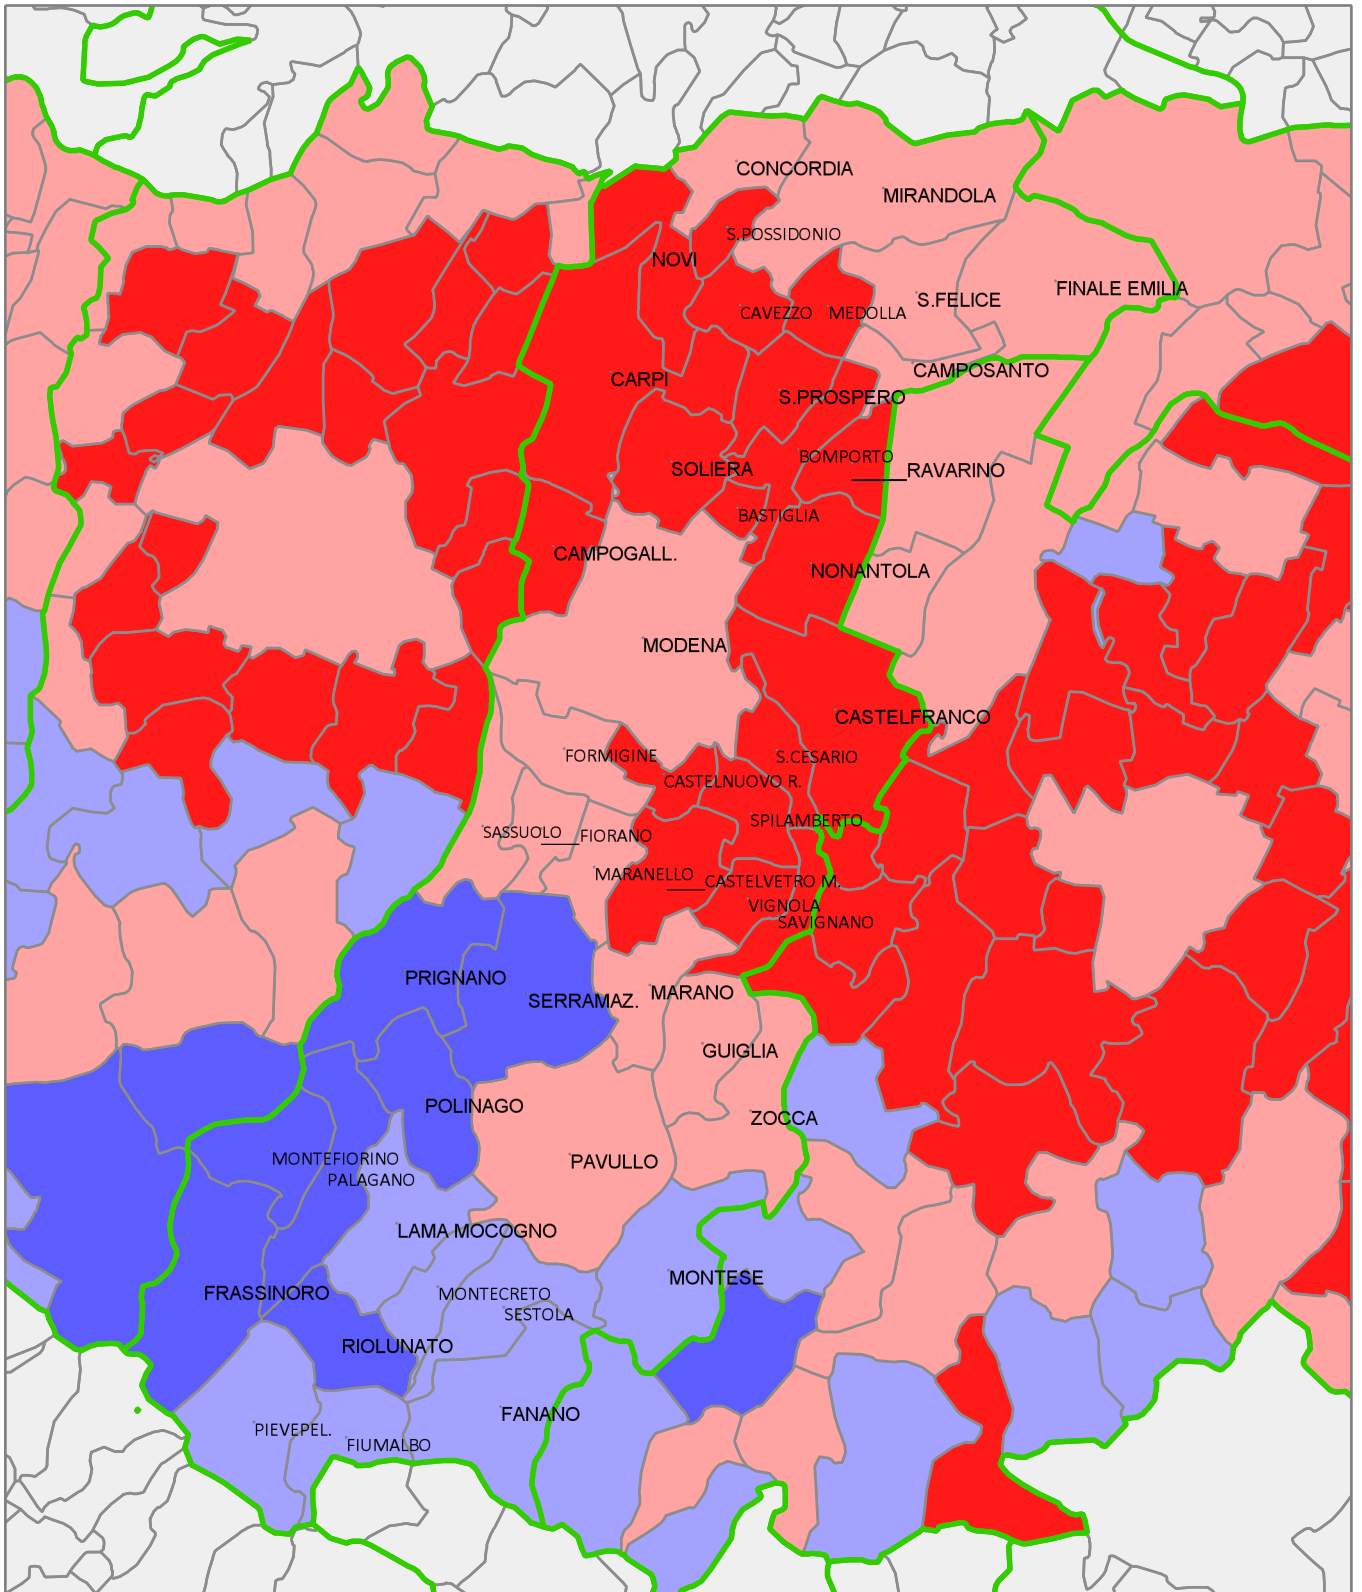 CONCORDIA
MIRANDOLA
S.POSSIDONIO
NOVI
FINALE EMILIA
S.FELICE
CAVEZZO
MEDOLLA
CAMPOSANTO
CARPI
S.PROSPERO
BOMPORTO
SOLIERA
RAVARINO
BASTIGLIA
CAMPOGALL.
NONANTOLA
MODENA
CASTELFRANCO
FORMIGINE
S.CESARIO
CASTELNUOVO R.
SPILAMBERTO
SASSUOLO
FIORANO
MARANELLO
CASTELVETRO M.
VIGNOLA
SAVIGNANO
PRIGNANO
SERRAMAZ.
MARANO
GUIGLIA
POLINAGO
ZOCCA
MONTEFIORINO
PAVULLO
PALAGANO
LAMA MOCOGNO
MONTESE
FRASSINORO
MONTECRETO
SESTOLA
RIOLUNATO
FANANO
PIEVEPEL.
FIUMALBO